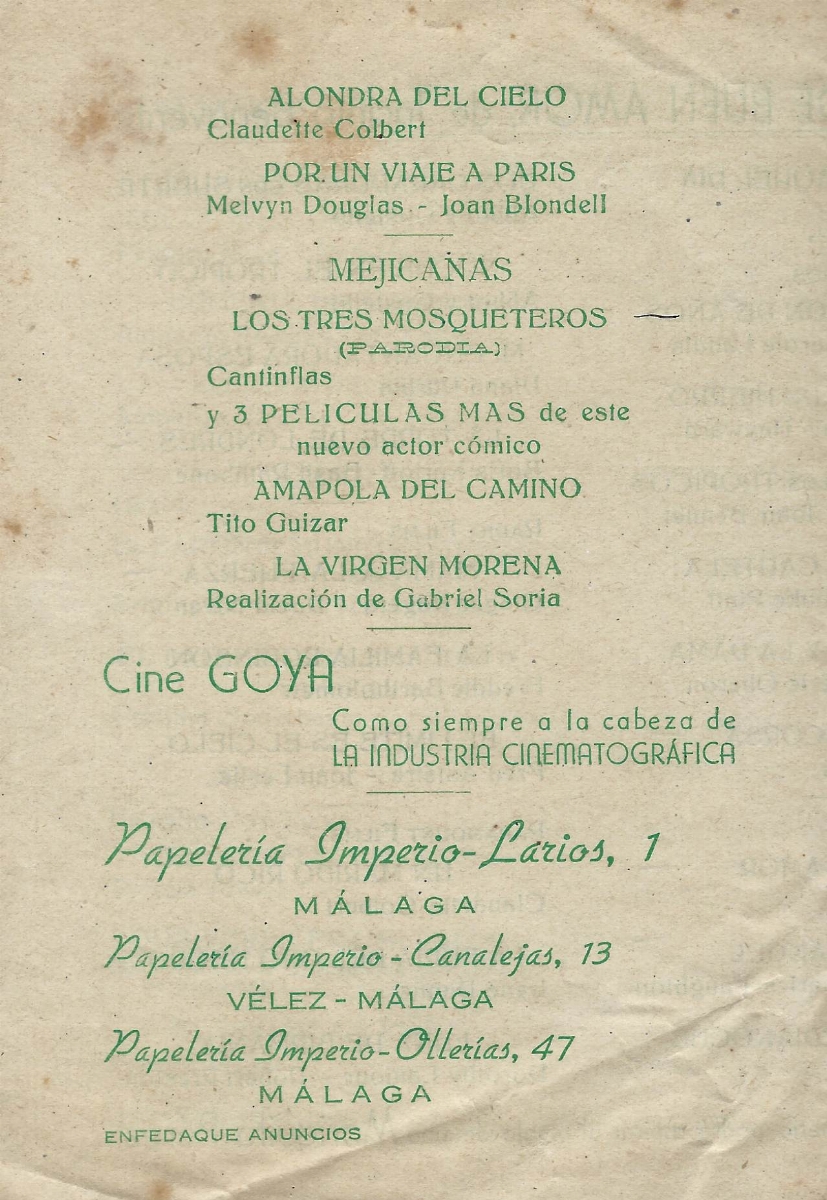 ALONDRA DEL CIELO
Claudette Colbert
POR UN VIAJE A PARIS
Melvyn Douglas - Joan Blondell
MEJICANAS
LOS TRES MOSQUETEROS
(PARODIA)
Cantinflas
y 3 PELICULAS MAS de este
nuevo actor cómico
AMAPOLA DEL CAMINO
Tito Guizar
LA VIRGEN MORENA
Realización de Gabriel Soria
Cine GOYA
Como siempre a la cabeza de
LA INDUSTRIA CINEMATOGRÁFICA
Papelería Imperio-Larios, 1
MÁLAGA
Papelería Imperio - Canalejas, 13
VÉLEZ - MÁLAGA
Papelería Imperio-Ollerías, 47
MÁLAGA
ENFEDAQUE ANUNCIOS